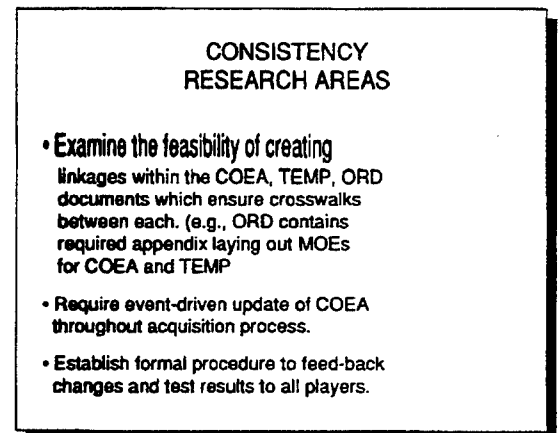 CONSISTENCY
RESEARCH AREAS
• Examine the feasibility of creating
linkages within the COEA, TEMP, ORD
documents which ensure crosswalks
between each. (e.g., ORD contains
required appendix laying out MOEs
for COEA and TEMP
• Require event-driven update of COEA
throughout acquisition process.
• Establish formal procedure to feed-back
changes and test results to all players.